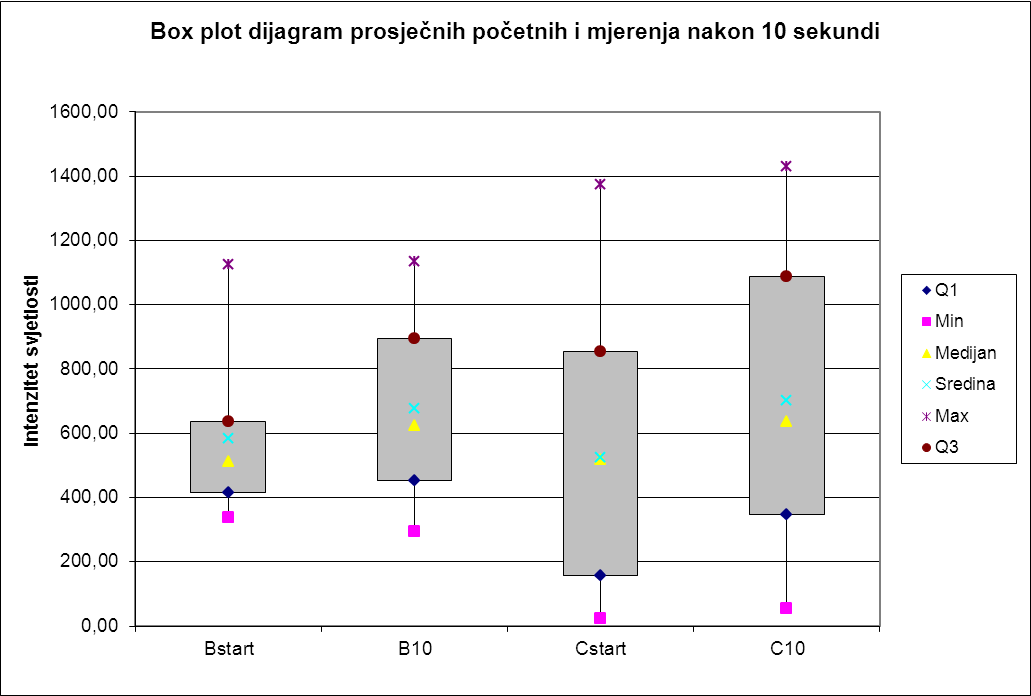 Box plot dijagram prosječnih početnih i mjerenja nakon 10 sekundi
1600,00
1400,00
1200,00
1000,00
800,00
600,00
400,00
200,00
0,00
Intenzitet svjetlosti
Bstart
B10
Cstart
C10
Q1
Min
Medijan
Sredina
Max
Q3